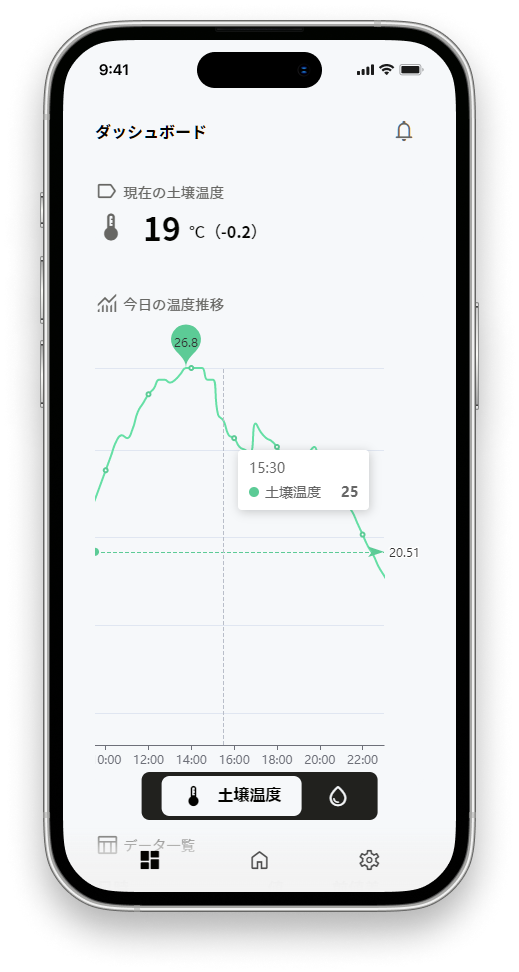 9:41
ダッシュボード
現在の土壌温度
19 ℃（-0.2）
今日の温度推移
26.8
15:30
土壌温度 25
20.51
0:00 12:00 14:00 16:00 18:00 20:00 22:00
土壌温度
データ一覧